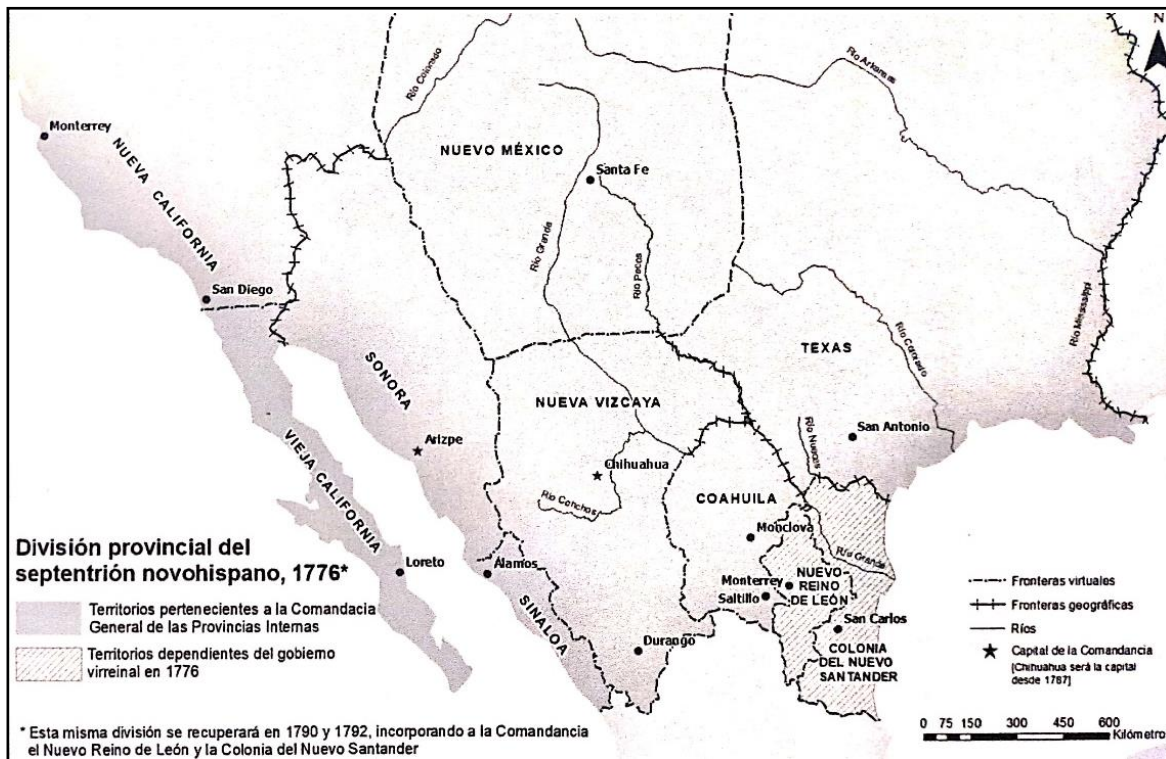 N
Río Colorado
Río Arkansas
Monterrey
NUEVA CALIFORNIA
NUEVO MÉXICO
Santa Fe
Río Grande
Río Pecos
San Diego
Río Mississippi
TEXAS
Río Colorado
SONORA
NUEVA VIZCAYA
San Antonio
Arizpe
Río Nueces
Chihuahua
VIEJA CALIFORNIA
COAHUILA
Río Conchos
Monclova
División provincial del
septentrión novohispano, 1776*
Río Grande
Loreto
Álamos
Monterrey
NUEVO
REINO
DE LEÓN
Saltillo
SINALOA
San Carlos
Durango
COLONIA
DEL NUEVO
SANTANDER
Territorios pertenecientes a la Comandacia
General de las Provincias Internas
Territorios dependientes del gobierno
virreinal en 1776
Fronteras virtuales
Fronteras geográficas
Ríos
Capital de la Comandancia
[Chihuahua será la capital
desde 1787]
* Esta misma división se recuperará en 1790 y 1792, incorporando a la Comandancia
el Nuevo Reino de León y la Colonia del Nuevo Santander
0 75 150 300 450 600
Kilómetro